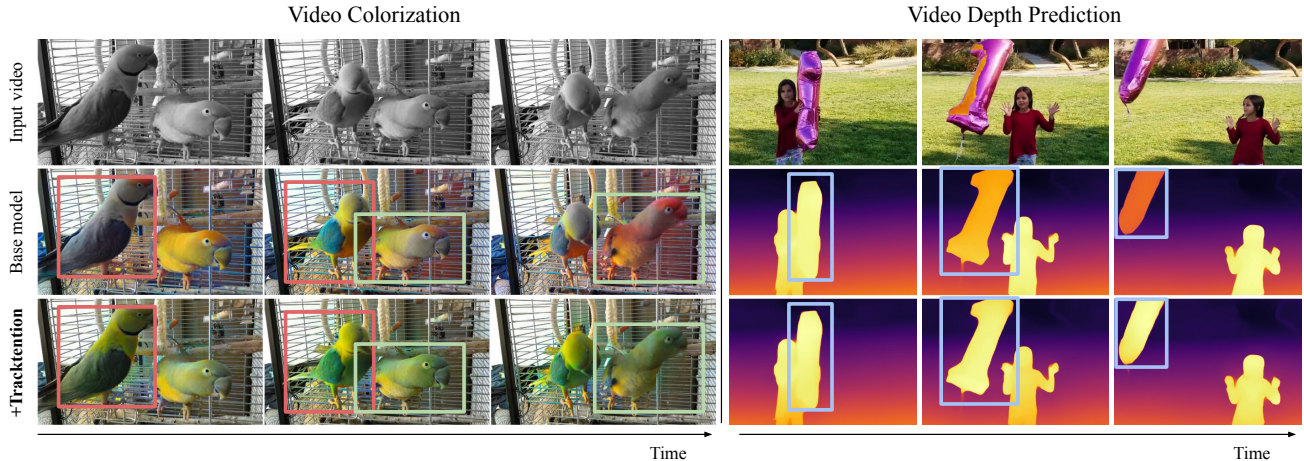 Video Colorization
Video Depth Prediction
Input video
Base model
+Tracktention
Time
Time